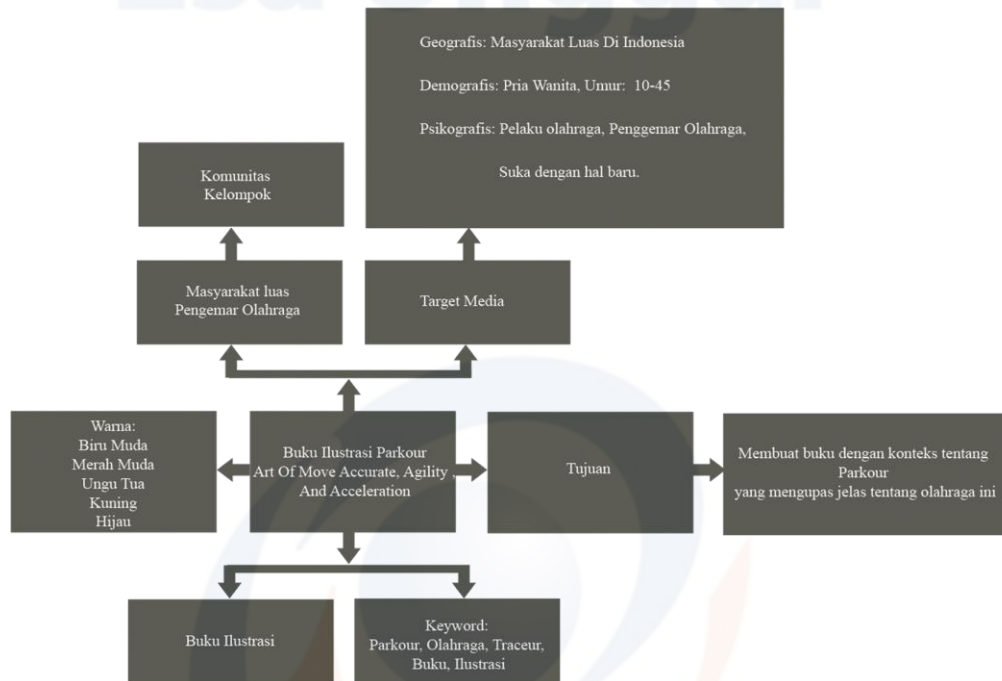 Esa Unggul
Geografis: Masyarakat Luas Di Indonesia
Demografis: Pria Wanita, Umur: 10-45
Psikografis: Pelaku olahraga, Penggemar Olahraga,
Suka dengan hal baru.
Komunitas
Kelompok
Masyarakat luas
Pengemar Olahraga
Target Media
Warna:
Biru Muda
Merah Muda
Ungu Tua
Kuning
Hijau
Buku Ilustrasi Parkour
Art Of Move Accurate, Agility ,
And Acceleration
Tujuan
Membuat buku dengan konteks tentang
Parkour
yang mengupas jelas tentang olahraga ini
Buku Ilustrasi
Keyword:
Parkour, Olahraga, Traceur,
Buku, Ilustrasi